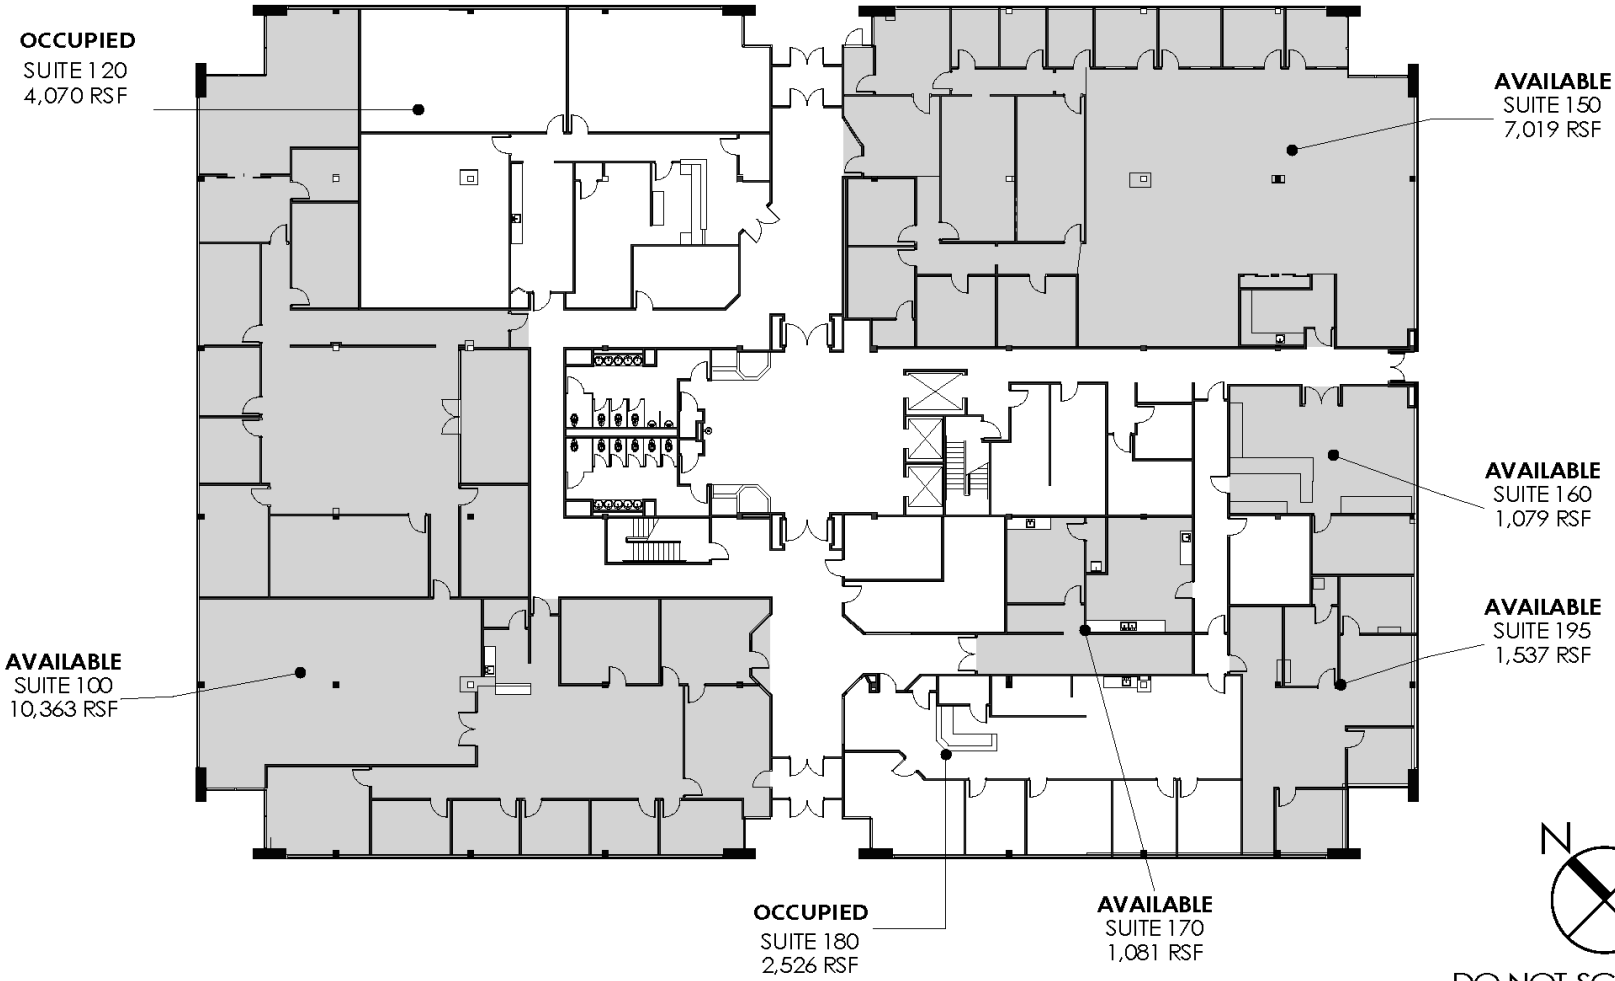 OCCUPIED
SUITE 120
4,070 RSF
AVAILABLE
SUITE 150
7,019 RSF
AVAILABLE
SUITE 160
1,079 RSF
AVAILABLE
SUITE 195
1,537 RSF
AVAILABLE
SUITE 100
10,363 RSF
OCCUPIED
SUITE 180
2,526 RSF
AVAILABLE
SUITE 170
1,081 RSF
N
DO NOT